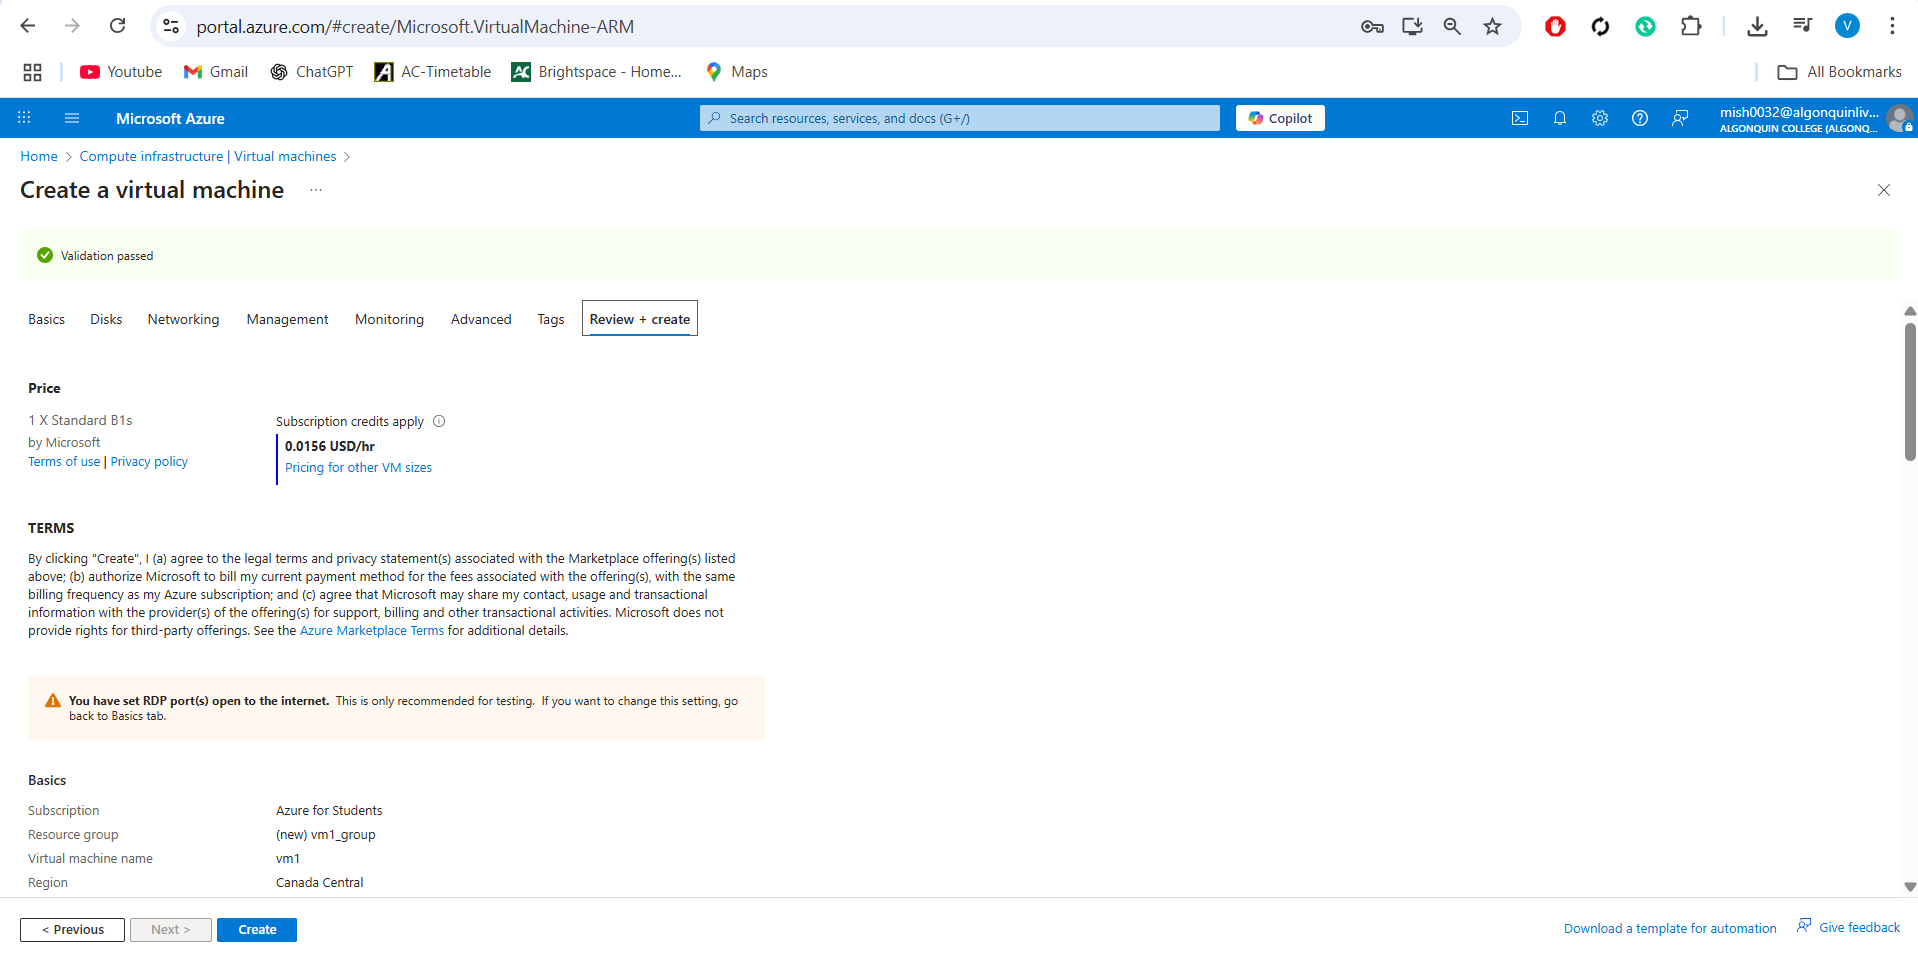 portal.azure.com/#create/Microsoft.VirtualMachine-ARM
V
Youtube
Gmail
ChatGPT
AC-Timetable
Brightspace - Home...
Maps
All Bookmarks
Microsoft Azure
Search resources, services, and docs (G+/)
Copilot
mish0032@algonquinliv...
ALGONQUIN COLLEGE (ALGONQ...
Home > Compute infrastructure | Virtual machines >
Create a virtual machine ...
Validation passed
Basics
Disks
Networking
Management
Monitoring
Advanced
Tags
Review + create
Price
1 X Standard B1s
by Microsoft
Terms of use | Privacy policy
Subscription credits apply
0.0156 USD/hr
Pricing for other VM sizes
TERMS
By clicking "Create", I (a) agree to the legal terms and privacy statement(s) associated with the Marketplace offering(s) listed
above; (b) authorize Microsoft to bill my current payment method for the fees associated with the offering(s), with the same
billing frequency as my Azure subscription; and (c) agree that Microsoft may share my contact, usage and transactional
information with the provider(s) of the offering(s) for support, billing and other transactional activities. Microsoft does not
provide rights for third-party offerings. See the Azure Marketplace Terms for additional details.
You have set RDP port(s) open to the internet. This is only recommended for testing. If you want to change this setting, go
back to Basics tab.
Basics
Subscription Azure for Students
Resource group (new) vm1_group
Virtual machine name vm1
Region Canada Central
< Previous
Next >
Create
Download a template for automation
Give feedback